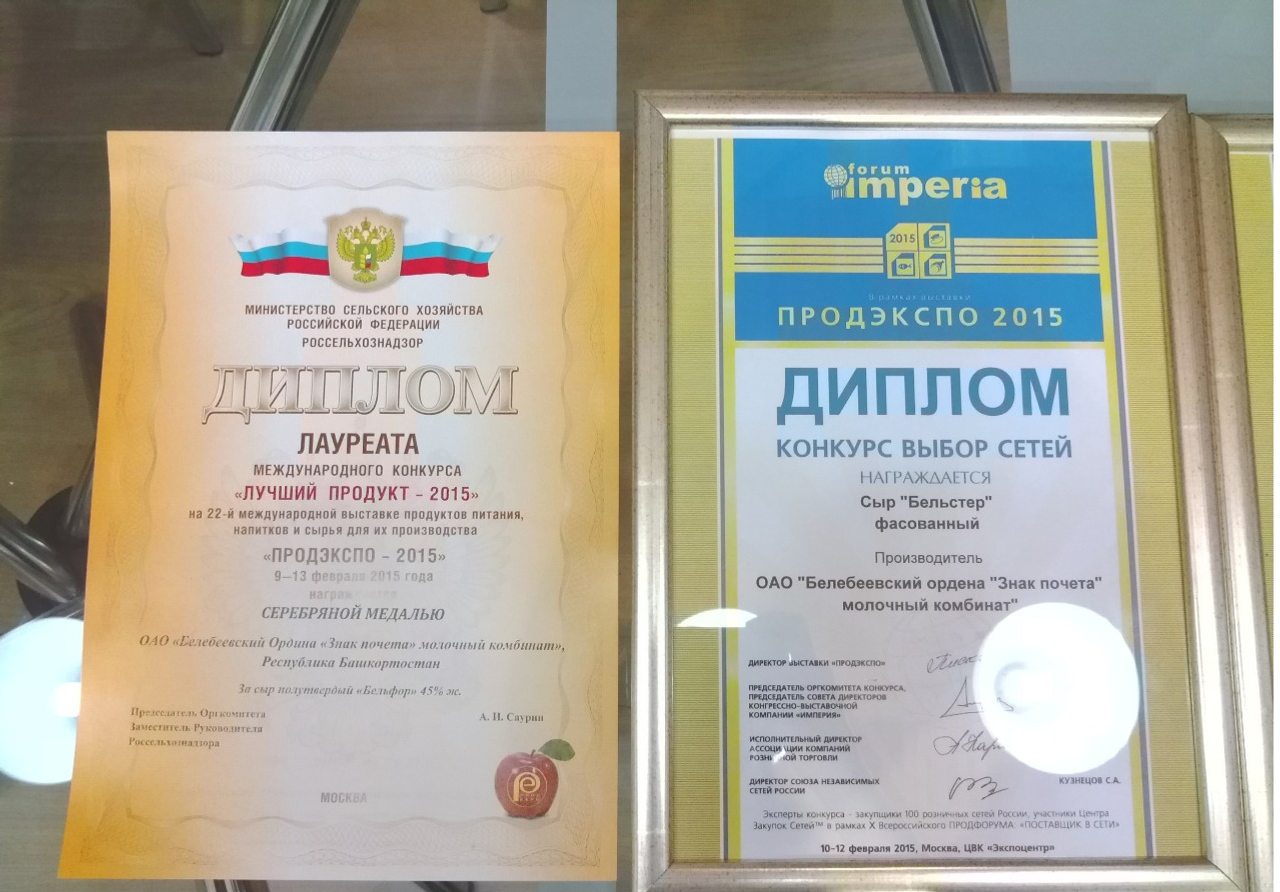 МИНИСТЕРСТВО СЕЛЬСКОГО ХОЗЯЙСТВА
РОССИЙСКОЙ ФЕДЕРАЦИИ
РОССЕЛЬХОЗНАДЗОР
ДИПЛОМ
ЛАУРЕАТА
МЕЖДУНАРОДНОГО КОНКУРСА
«ЛУЧШИЙ ПРОДУКТ – 2015»
на 22-й международной выставке продуктов питания,
напитков и сырья для их производства
«ПРОДЭКСПО – 2015»
9–13 февраля 2015 года
СЕРЕБРЯНОЙ МЕДАЛЬЮ
ОАО «Белебеевский Ордина «Знак почета» молочный комбинат»,
Республика Башкортостан
За сыр полутвердый «Бельфор» 45% ж.
Председатель Оргкомитета
Заместитель Руководителя
Россельхознадзора
А. И. Саурин
МОСКВА
forum
imperia
2015
В рамках выставки
ПРОДЭКСПО 2015
ДИПЛОМ
КОНКУРС ВЫБОР СЕТЕЙ
НАГРАЖДАЕТСЯ
Сыр "Бельстер"
фасованный
Производитель
ОАО "Белебеевский ордена "Знак почета"
молочный комбинат"
ДИРЕКТОР ВЫСТАВКИ «ПРОДЭКСПО»
ПРЕДСЕДАТЕЛЬ ОРГКОМИТЕТА КОНКУРСА,
ПРЕДСЕДАТЕЛЬ СОВЕТА ДИРЕКТОРОВ
КОНГРЕССНО-ВЫСТАВОЧНОЙ
КОМПАНИИ «ИМПЕРИЯ»
ИСПОЛНИТЕЛЬНЫЙ ДИРЕКТОР
АССОЦИАЦИИ КОМПАНИЙ
РОЗНИЧНОЙ ТОРГОВЛИ
ДИРЕКТОР СОЮЗА НЕЗАВИСИМЫХ
СЕТЕЙ РОССИИ
КУЗНЕЦОВ С.А.
Эксперты конкурса - закупщики 100 розничных сетей России, участники Центра
Закупок Сетей™ в рамках X Всероссийского ПРОДФОРУМА: «ПОСТАВЩИК В СЕТИ»
10-12 февраля 2015, Москва, ЦВК «Экспоцентр»